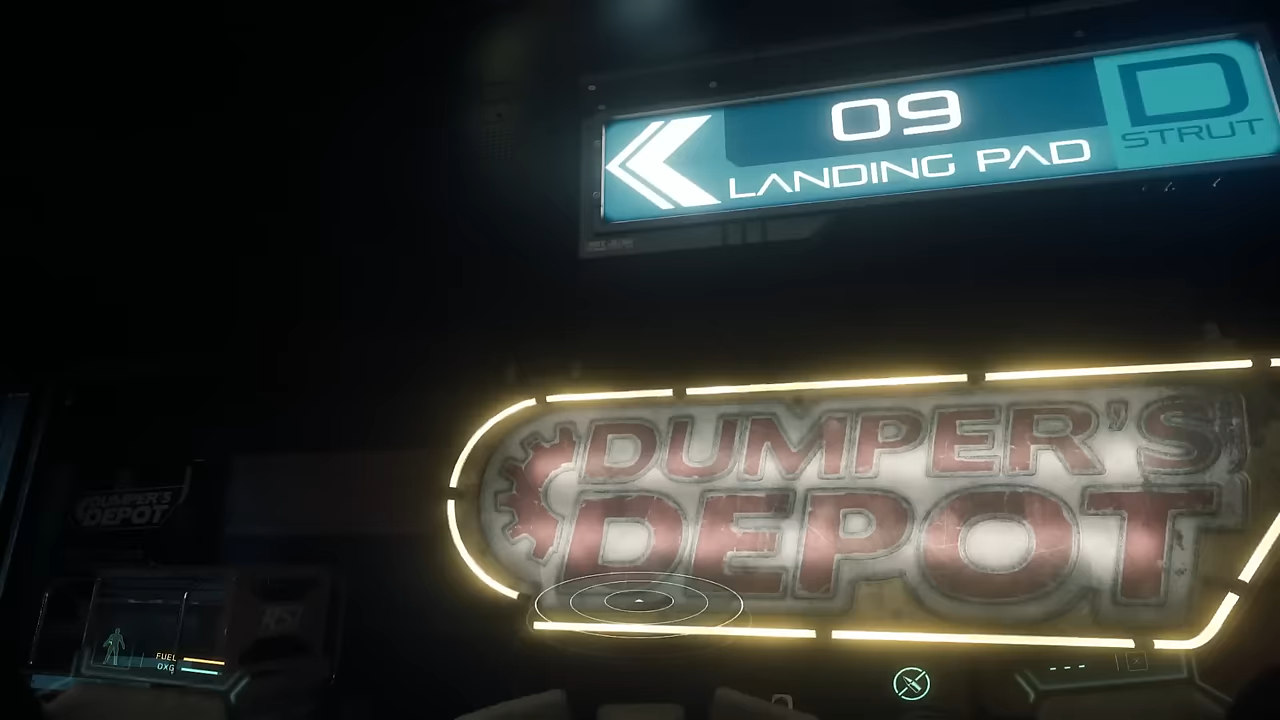 09
LANDING PAD
D
STRUT
DUMPER'S
DEPOT
DUMPER'S
DEPOT
FUEL
OXG